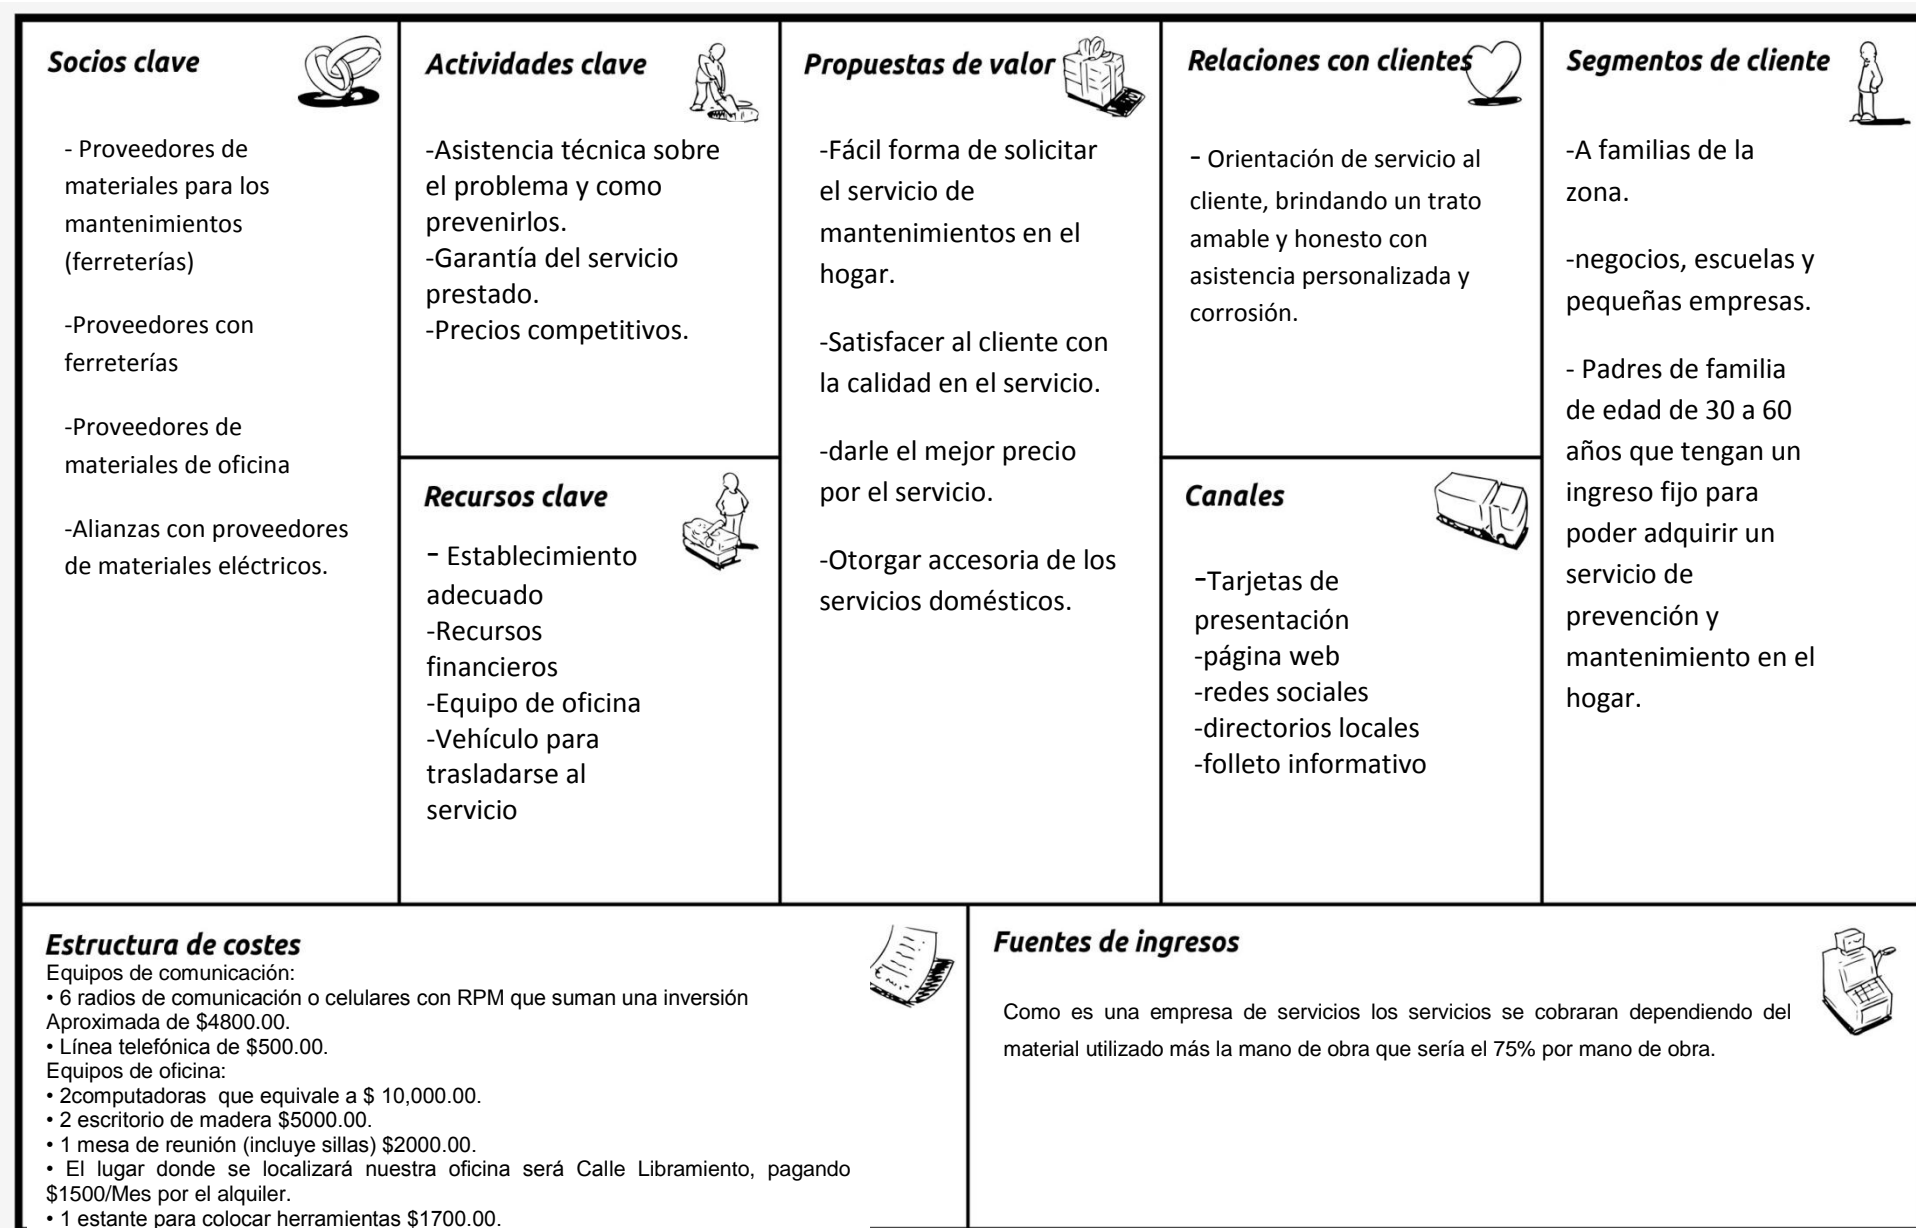 Socios clave
- Proveedores de
materiales para los
mantenimientos
(ferreterías)
-Proveedores con
ferreterías
-Proveedores de
materiales de oficina
-Alianzas con proveedores
de materiales eléctricos.
Actividades clave
-Asistencia técnica sobre
el problema y como
prevenirlos.
-Garantía del servicio
prestado.
-Precios competitivos.
Recursos clave
- Establecimiento
adecuado
-Recursos
financieros
-Equipo de oficina
-Vehículo para
trasladarse al
servicio
Propuestas de valor
-Fácil forma de solicitar
el servicio de
mantenimientos en el
hogar.
-Satisfacer al cliente con
la calidad en el servicio.
-darle el mejor precio
por el servicio.
-Otorgar accesoria de los
servicios domésticos.
Relaciones con clientes
- Orientación de servicio al
cliente, brindando un trato
amable y honesto con
asistencia personalizada y
corrosión.
Canales
-Tarjetas de
presentación
-página web
-redes sociales
-directorios locales
-folleto informativo
Segmentos de cliente
-A familias de la
zona.
-negocios, escuelas y
pequeñas empresas.
- Padres de familia
de edad de 30 a 60
años que tengan un
ingreso fijo para
poder adquirir un
servicio de
prevención y
mantenimiento en el
hogar.
Estructura de costes
Equipos de comunicación:
• 6 radios de comunicación o celulares con RPM que suman una inversión
Aproximada de $4800.00.
• Línea telefónica de $500.00.
Equipos de oficina:
• 2computadoras que equivale a $ 10,000.00.
• 2 escritorio de madera $5000.00.
• 1 mesa de reunión (incluye sillas) $2000.00.
• El lugar donde se localizará nuestra oficina será Calle Libramiento, pagando
$1500/Mes por el alquiler.
• 1 estante para colocar herramientas $1700.00.
Fuentes de ingresos
Como es una empresa de servicios los servicios se cobraran dependiendo del
material utilizado más la mano de obra que sería el 75% por mano de obra.